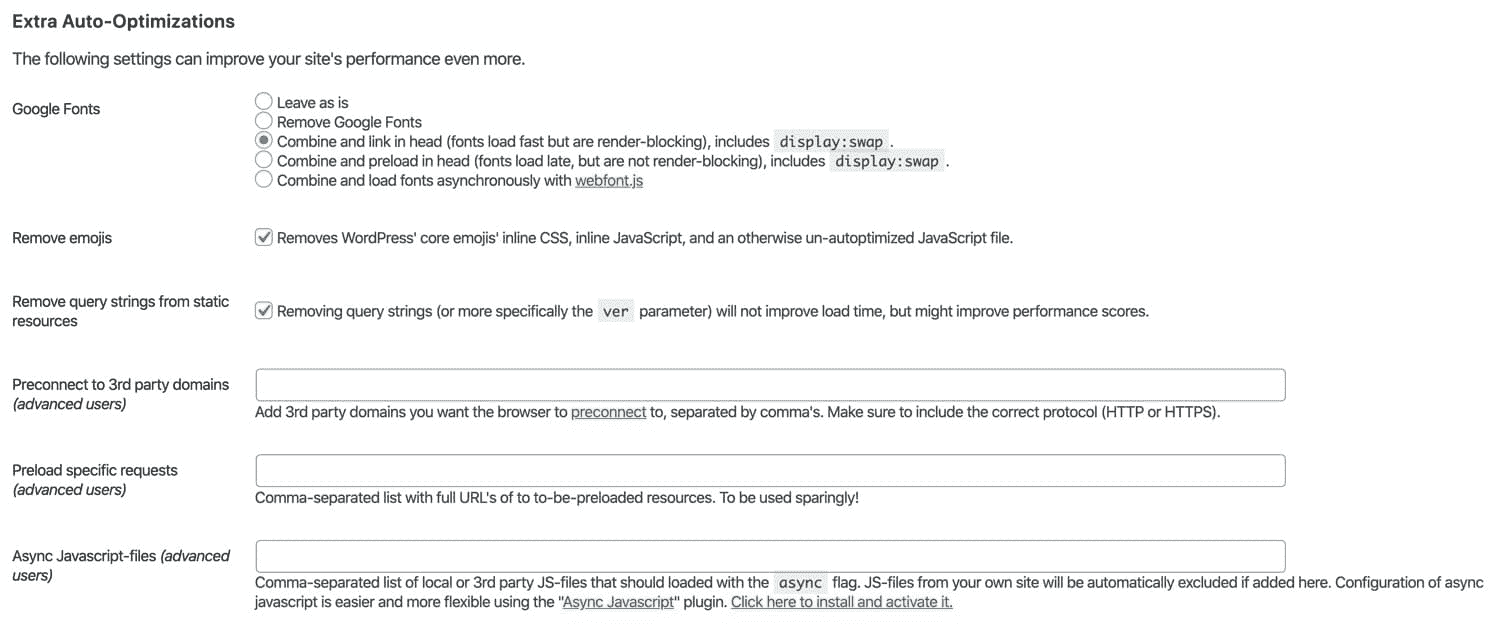 Extra Auto-Optimizations
The following settings can improve your site's performance even more.
Google Fonts
Leave as is
Remove Google Fonts
Combine and link in head (fonts load fast but are render-blocking), includes display:swap .
Combine and preload in head (fonts load late, but are not render-blocking), includes display:swap .
Combine and load fonts asynchronously with webfont.js
Remove emojis
Removes WordPress' core emojis' inline CSS, inline JavaScript, and an otherwise un-autoptimized JavaScript file.
Remove query strings from static
resources
Removing query strings (or more specifically the ver parameter) will not improve load time, but might improve performance scores.
Preconnect to 3rd party domains
(advanced users)
Add 3rd party domains you want the browser to preconnect to, separated by comma's. Make sure to include the correct protocol (HTTP or HTTPS).
Preload specific requests
(advanced users)
Comma-separated list with full URL's of to to-be-preloaded resources. To be used sparingly!
Async Javascript-files (advanced
users)
Comma-separated list of local or 3rd party JS-files that should loaded with the async flag. JS-files from your own site will be automatically excluded if added here. Configuration of async
javascript is easier and more flexible using the "Async Javascript" plugin. Click here to install and activate it.